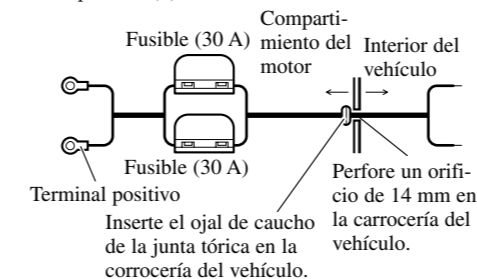 Fusible (30 A)
Comparti-
miento del
motor
Interior del
vehículo
Fusible (30 A)
Terminal positivo
Inserte el ojal de caucho
de la junta tórica en la
corrocería del vehículo.
Perfore un orifi-
cio de 14 mm en
la carrocería del
vehículo.